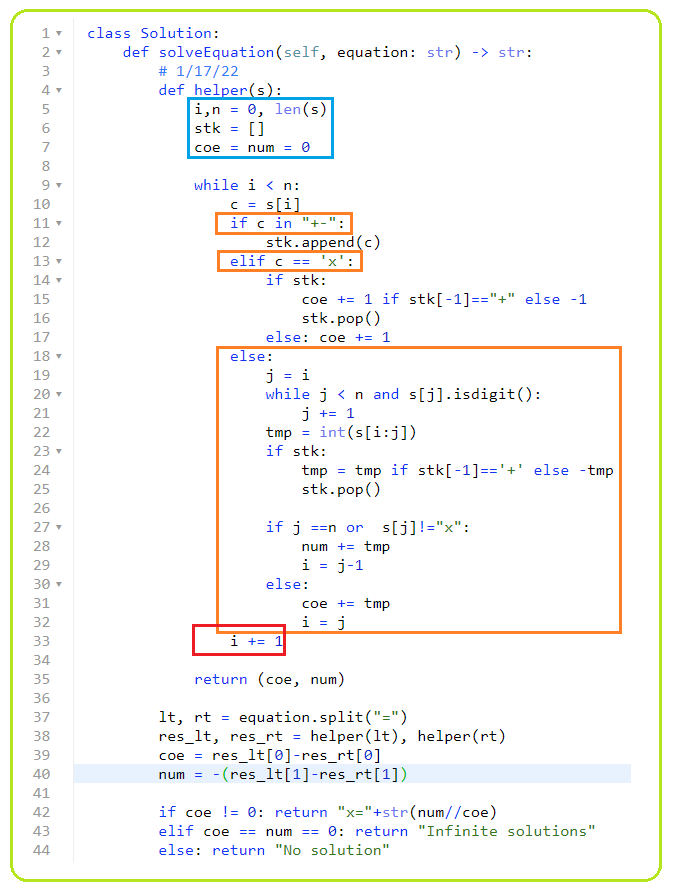 1 class Solution:
2     def solveEquation(self, equation: str) -> str:
3         # 1/17/22
4         def helper(s):
5             i,n = 0, len(s)
6             stk = []
7             coe = num = 0
8
9             while i < n:
10                 c = s[i]
11                 if c in "+-":
12                     stk.append(c)
13                 elif c == 'x':
14                     if stk:
15                         coe += 1 if stk[-1]=="+" else -1
16                         stk.pop()
17                     else: coe += 1
18                 else:
19                     j = i
20                     while j < n and s[j].isdigit():
21                         j += 1
22                     tmp = int(s[i:j])
23                     if stk:
24                         tmp = tmp if stk[-1]=='+' else -tmp
25                         stk.pop()
26
27                     if j ==n or  s[j]!="x":
28                         num += tmp
29                         i = j-1
30                     else:
31                         coe += tmp
32                         i = j
33                 i += 1
34
35             return (coe, num)
36
37         lt, rt = equation.split("=")
38         res_lt, res_rt = helper(lt), helper(rt)
39         coe = res_lt[0]-res_rt[0]
40         num = -(res_lt[1]-res_rt[1])
41
42         if coe != 0: return "x="+str(num//coe)
43         elif coe == num == 0: return "Infinite solutions"
44         else: return "No solution"